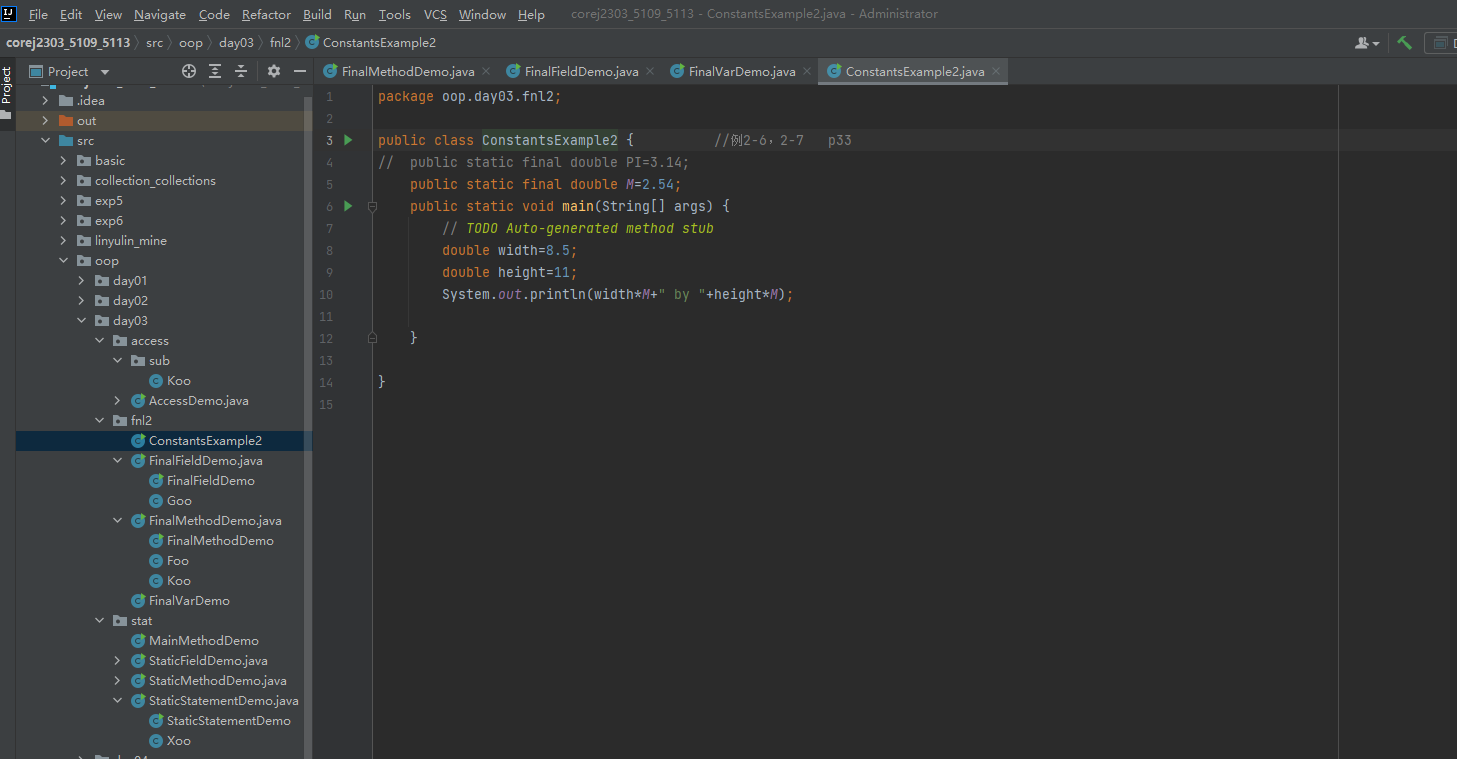 File Edit View Navigate Code Refactor Build Run Tools VCS Window Help corej2303_5109_5113 - ConstantsExample2.java - Administrator
corej2303_5109_5113 src oop day03 fnl2 ConstantsExample2
Project
Project
FinalMethodDemo.java FinalFieldDemo.java FinalVarDemo.java ConstantsExample2.java
.idea
out
src
basic
collection_collections
exp5
exp6
linyulin_mine
oop
day01
day02
day03
access
sub
Koo
AccessDemo.java
fnl2
ConstantsExample2
FinalFieldDemo.java
FinalFieldDemo
Goo
FinalMethodDemo.java
FinalMethodDemo
Foo
Koo
FinalVarDemo
stat
MainMethodDemo
StaticFieldDemo.java
StaticMethodDemo.java
StaticStatementDemo.java
StaticStatementDemo
Xoo
1 package oop.day03.fnl2;
2
3 public class ConstantsExample2 { //例2-6，2-7 p33
4 // public static final double PI=3.14;
5 public static final double M=2.54;
6 public static void main(String[] args) {
7 // TODO Auto-generated method stub
8 double width=8.5;
9 double height=11;
10 System.out.println(width*M+" by "+height*M);
11
12 }
13
14 }
15